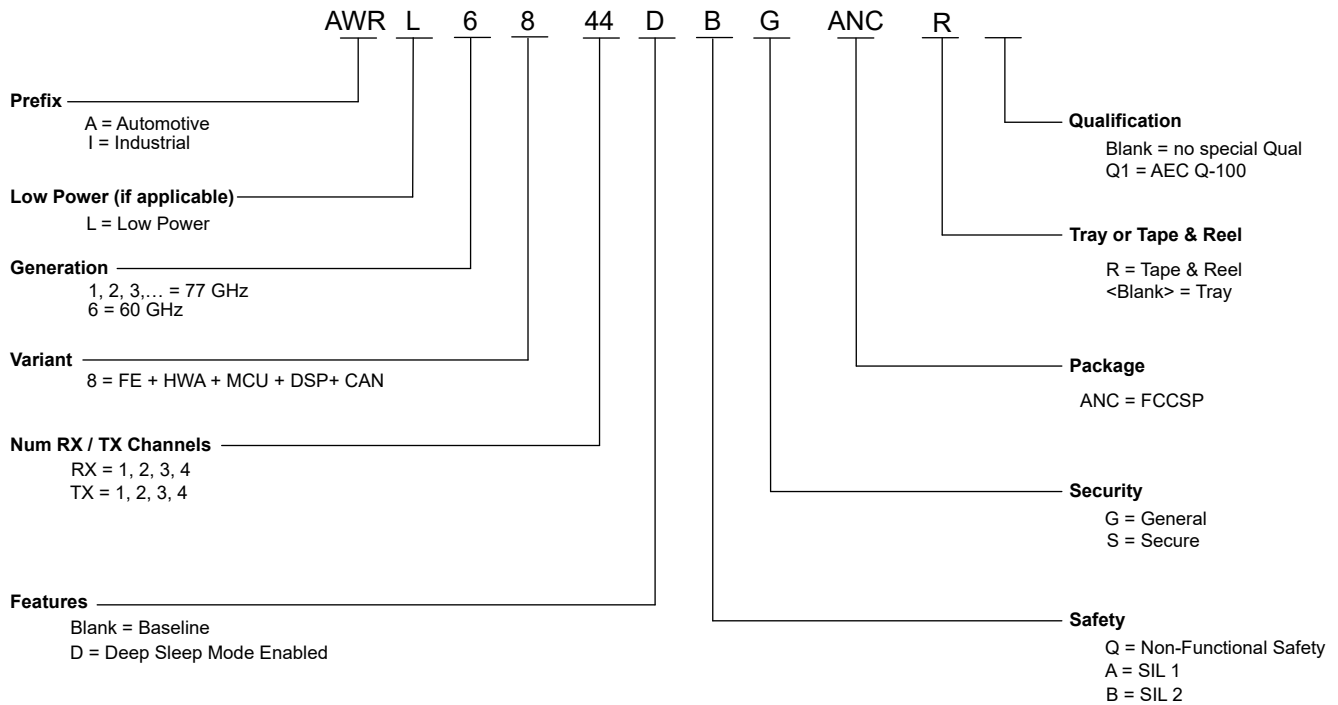 AWR L 6 8 44 D B G ANC R
Prefix
A = Automotive
I = Industrial
Low Power (if applicable)
L = Low Power
Generation
1, 2, 3,... = 77 GHz
6 = 60 GHz
Variant
8 = FE + HWA + MCU + DSP+ CAN
Num RX / TX Channels
RX = 1, 2, 3, 4
TX = 1, 2, 3, 4
Features
Blank = Baseline
D = Deep Sleep Mode Enabled
Qualification
Blank = no special Qual
Q1 = AEC Q-100
Tray or Tape & Reel
R = Tape & Reel
<Blank> = Tray
Package
ANC = FCCSP
Security
G = General
S = Secure
Safety
Q = Non-Functional Safety
A = SIL 1
B = SIL 2